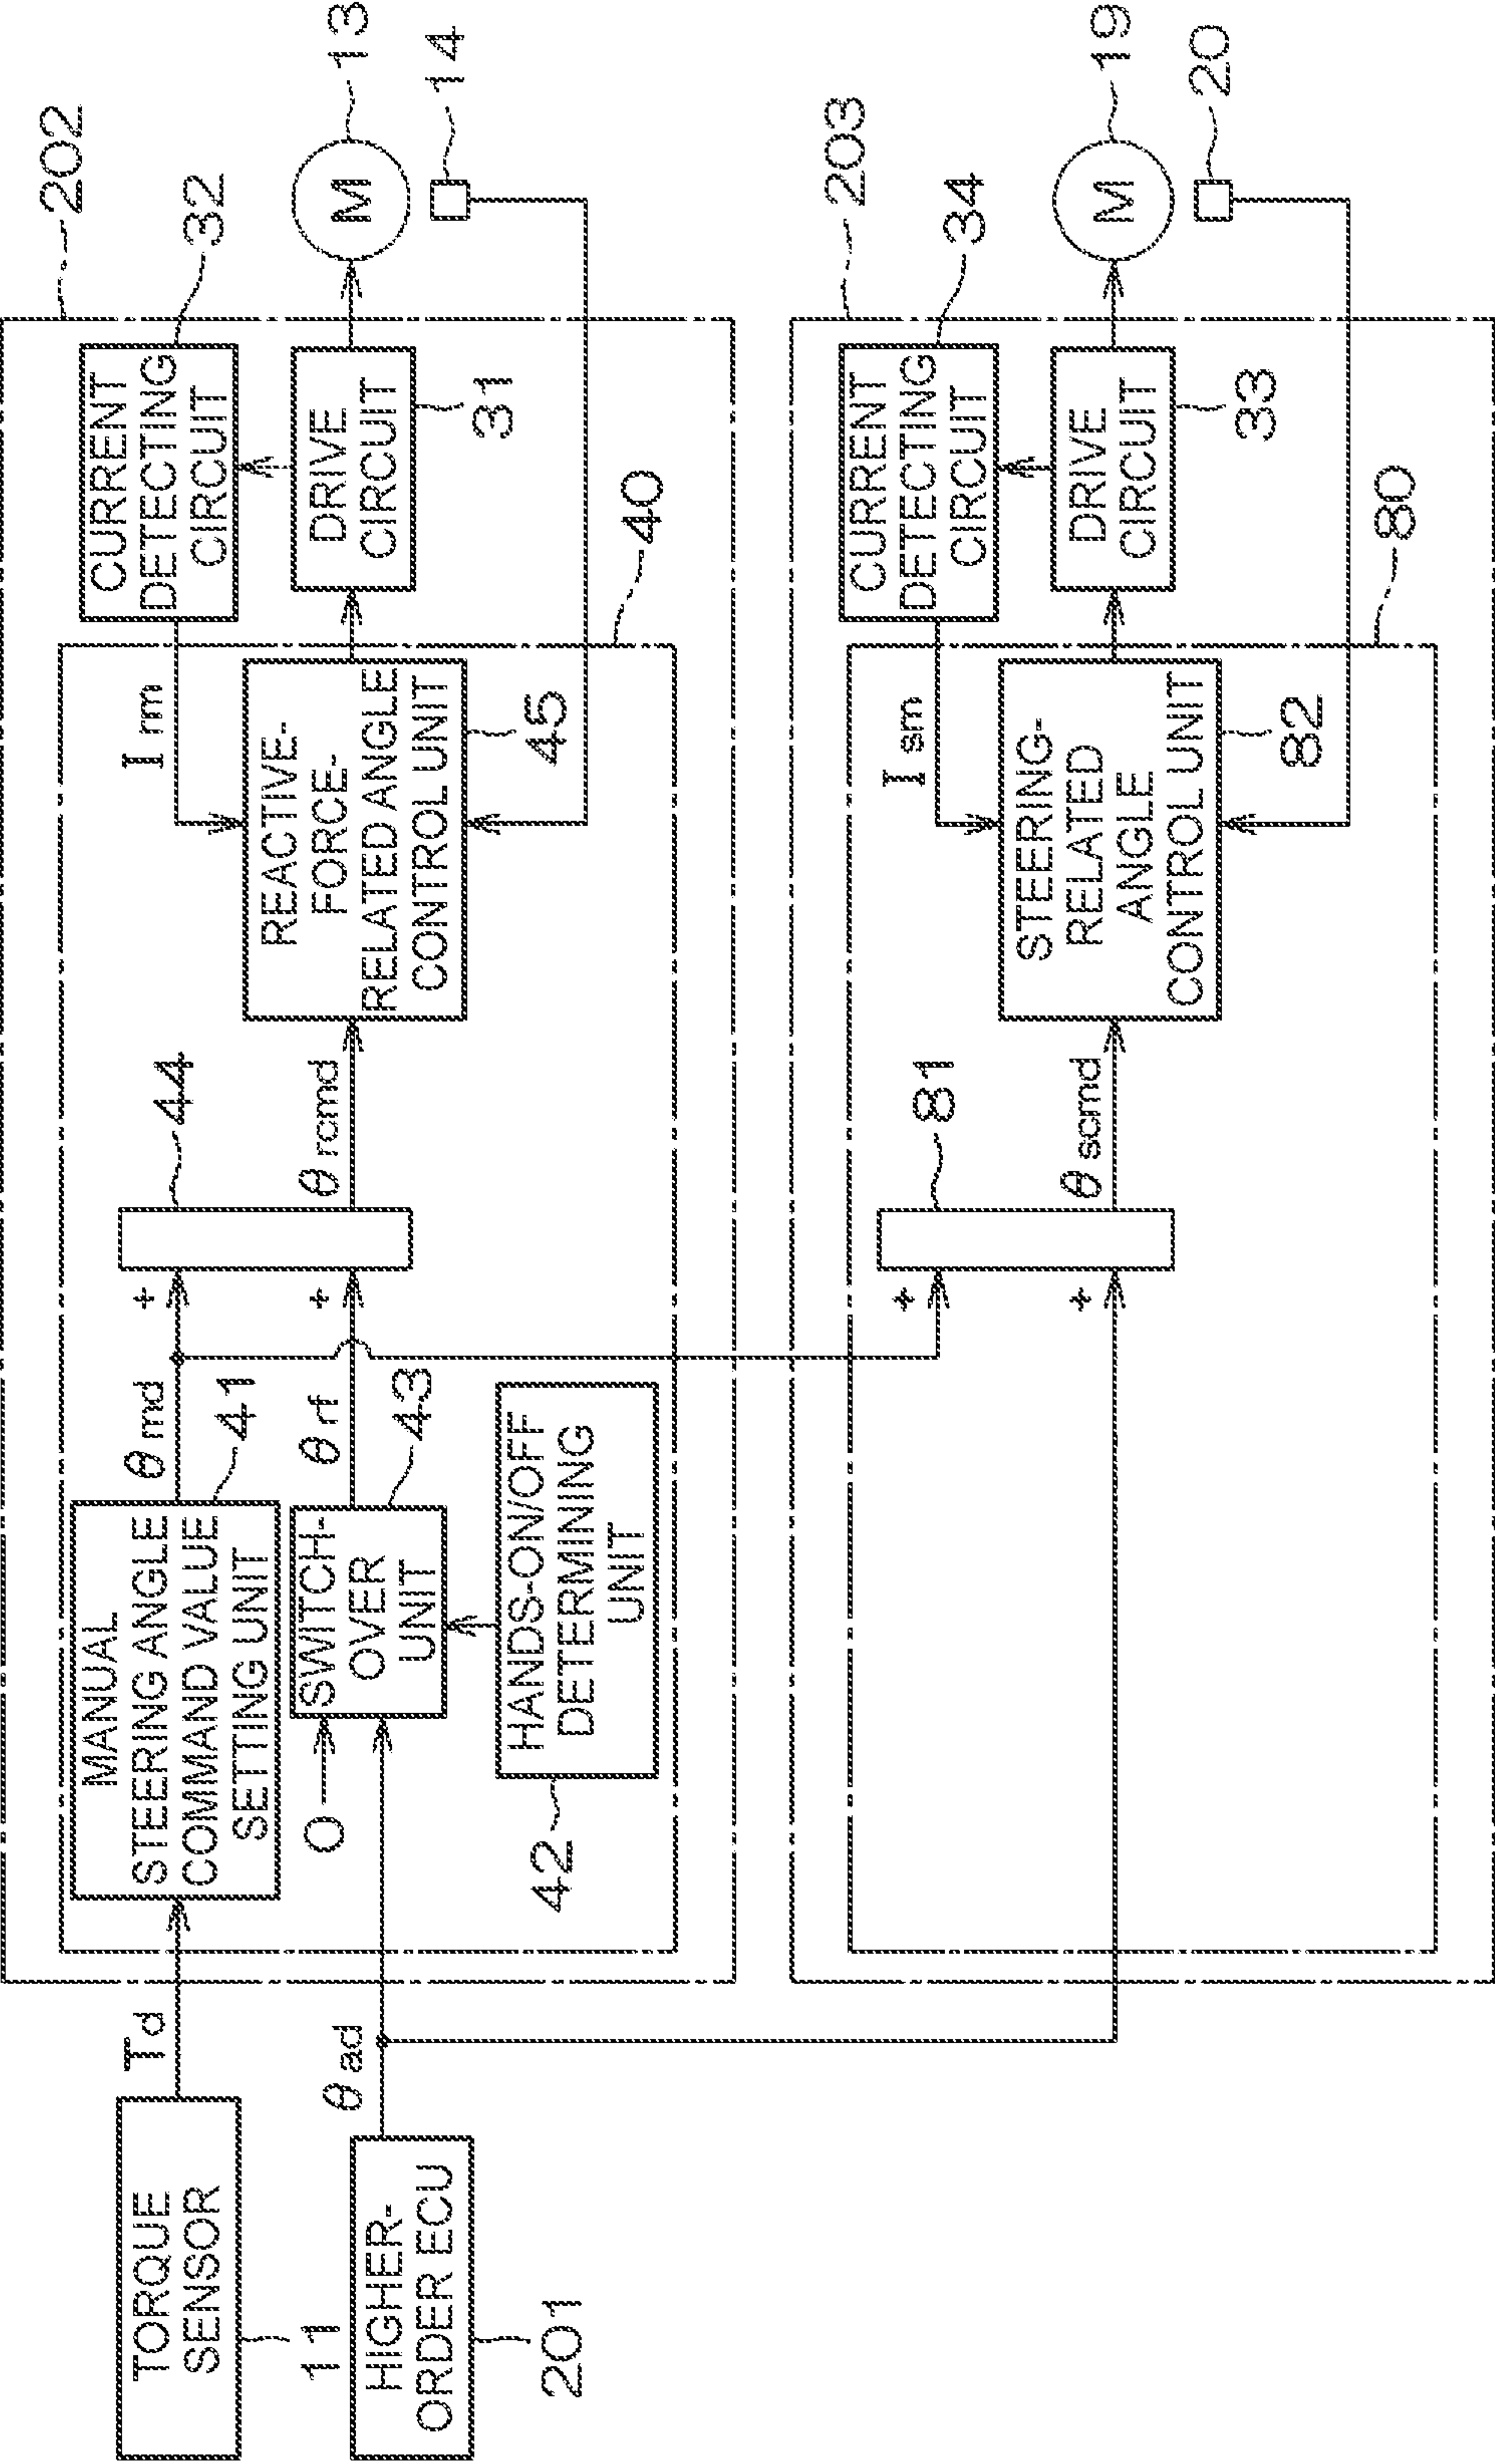 TORQUE
SENSOR
11
HIGHER-
ORDER ECU
201
Td
θad
202
40
MANUAL
STEERING ANGLE
COMMAND VALUE
SETTING UNIT
41
θmd
O
SWITCH-
OVER
UNIT
43
θrf
HANDS-ON/OFF
DETERMINING
UNIT
42
+
+
44
θrcmd
REACTIVE-
FORCE-
RELATED ANGLE
CONTROL UNIT
45
Irm
CURRENT
DETECTING
CIRCUIT
32
DRIVE
CIRCUIT
31
M
13
14
203
80
+
+
81
θscmd
STEERING-
RELATED
ANGLE
CONTROL UNIT
82
Ism
CURRENT
DETECTING
CIRCUIT
34
DRIVE
CIRCUIT
33
M
19
20